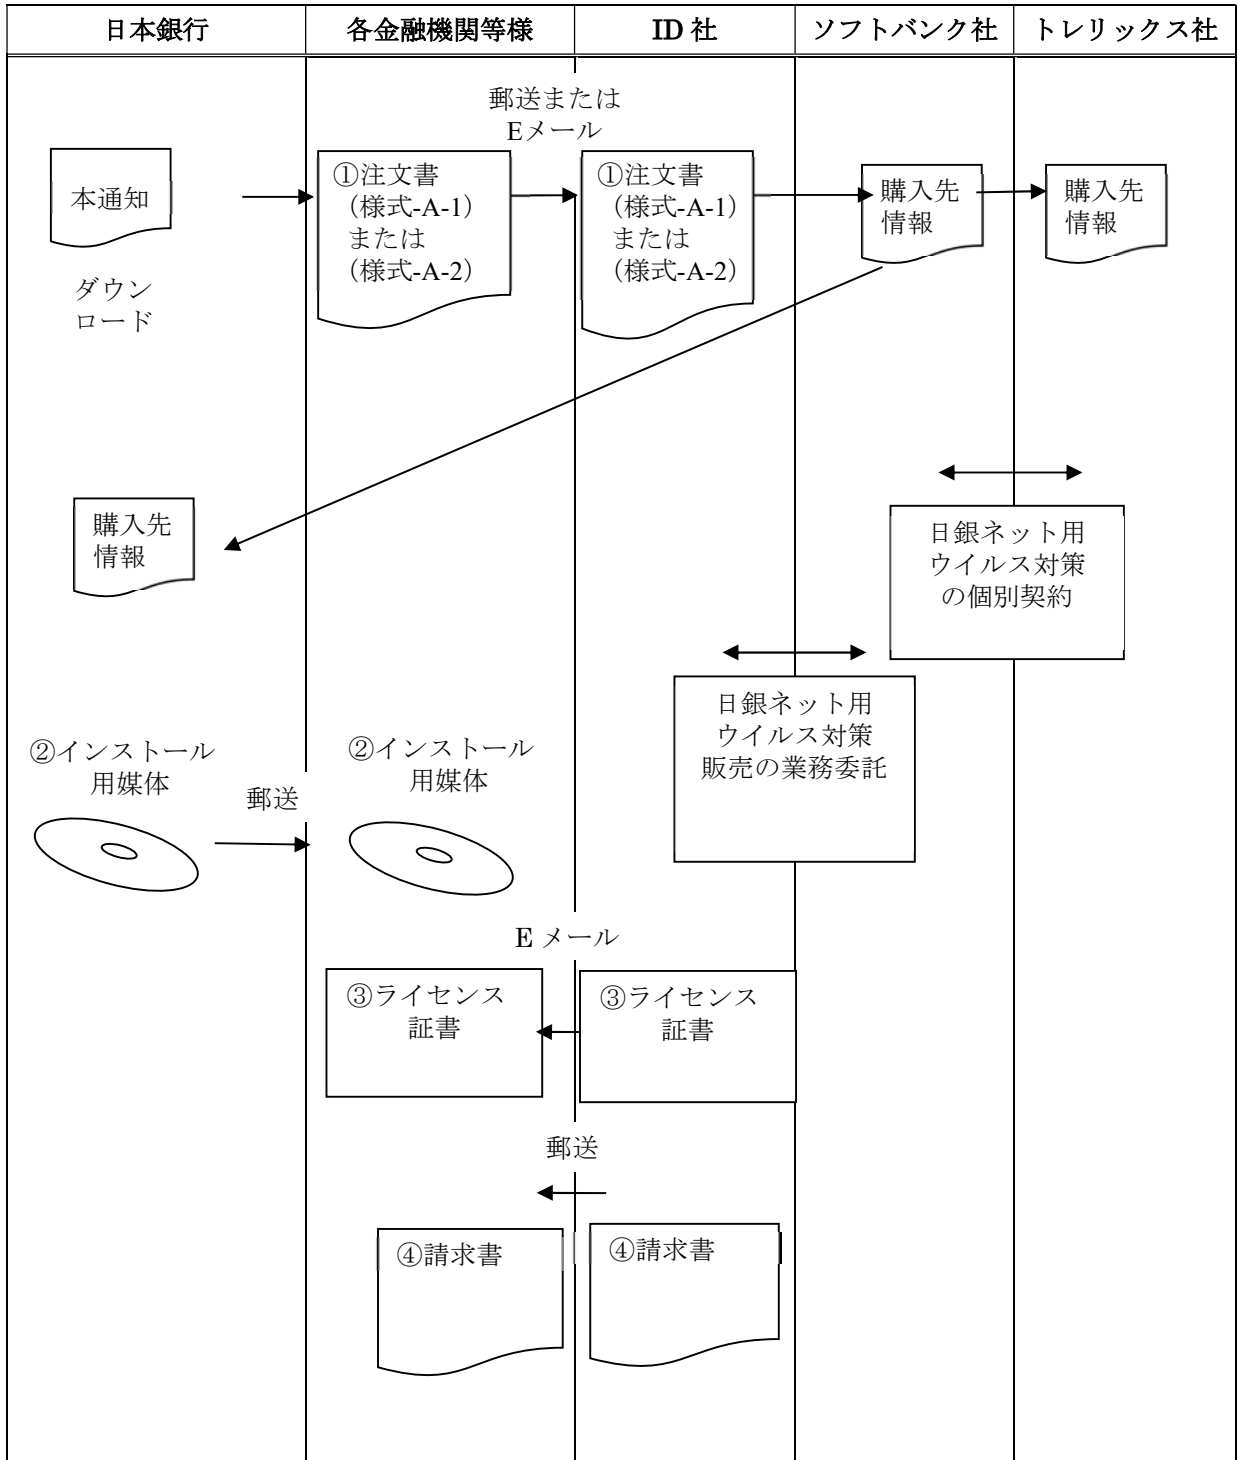 日本銀行
各金融機関等様
ID 社
ソフトバンク社
トレリックス社
郵送または
Eメール
本通知
①注文書
（様式-A-1）
または
（様式-A-2）
①注文書
（様式-A-1）
または
（様式-A-2）
購入先
情報
購入先
情報
ダウン
ロード
購入先
情報
日銀ネット用
ウイルス対策
の個別契約
日銀ネット用
ウイルス対策
販売の業務委託
②インストール
用媒体
郵送
②インストール
用媒体
E メール
③ライセンス
証書
③ライセンス
証書
郵送
④請求書
④請求書